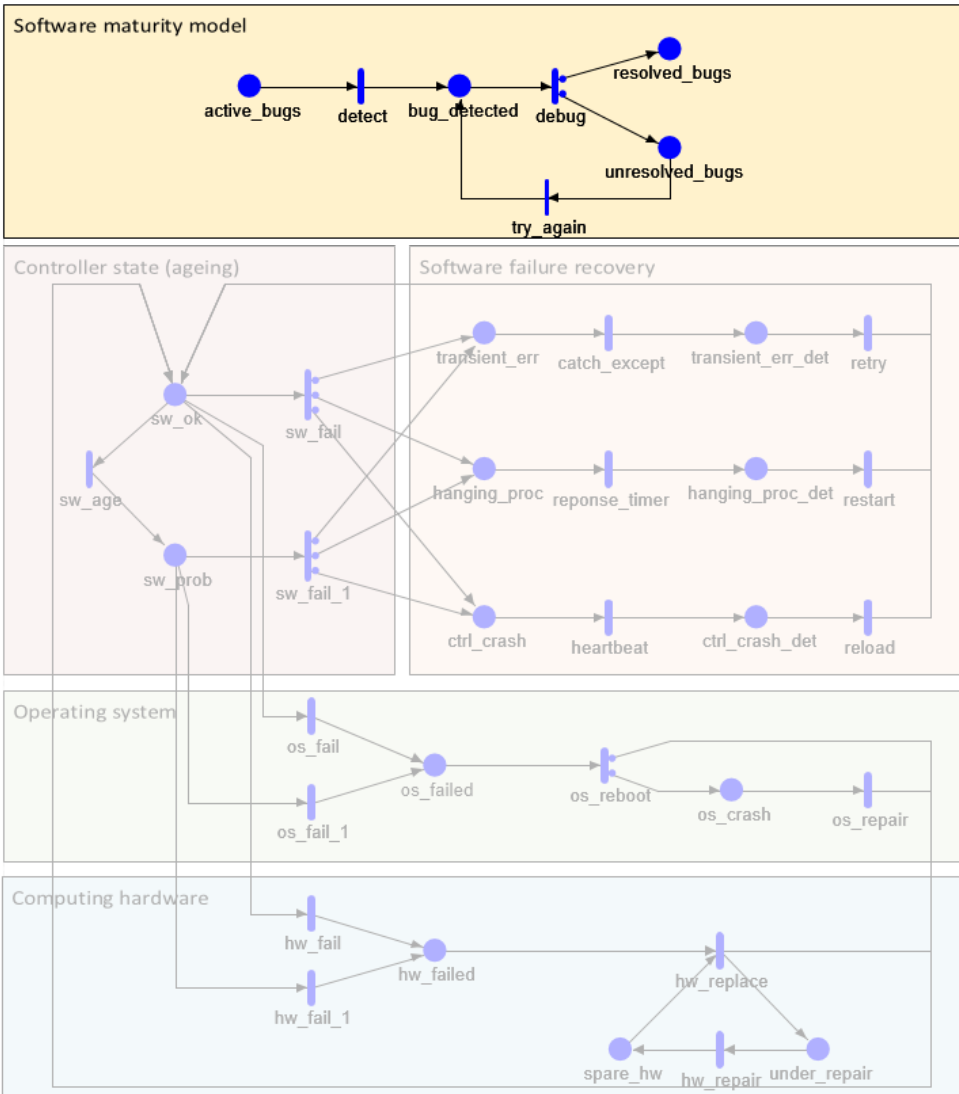 Software maturity model
resolved_bugs
active_bugs
detect
bug_detected
debug
unresolved_bugs
try_again
Controller state (ageing)
Software failure recovery
transient_err
catch_except
transient_err_det
retry
sw_ok
sw_fail
sw_age
hanging_proc
reponse_timer
hanging_proc_det
restart
sw_prob
sw_fail_1
ctrl_crash
heartbeat
ctrl_crash_det
reload
Operating system
os_fail
os_failed
os_reboot
os_crash
os_repair
os_fail_1
Computing hardware
hw_fail
hw_failed
hw_replace
hw_fail_1
spare_hw
hw_repair
under_repair